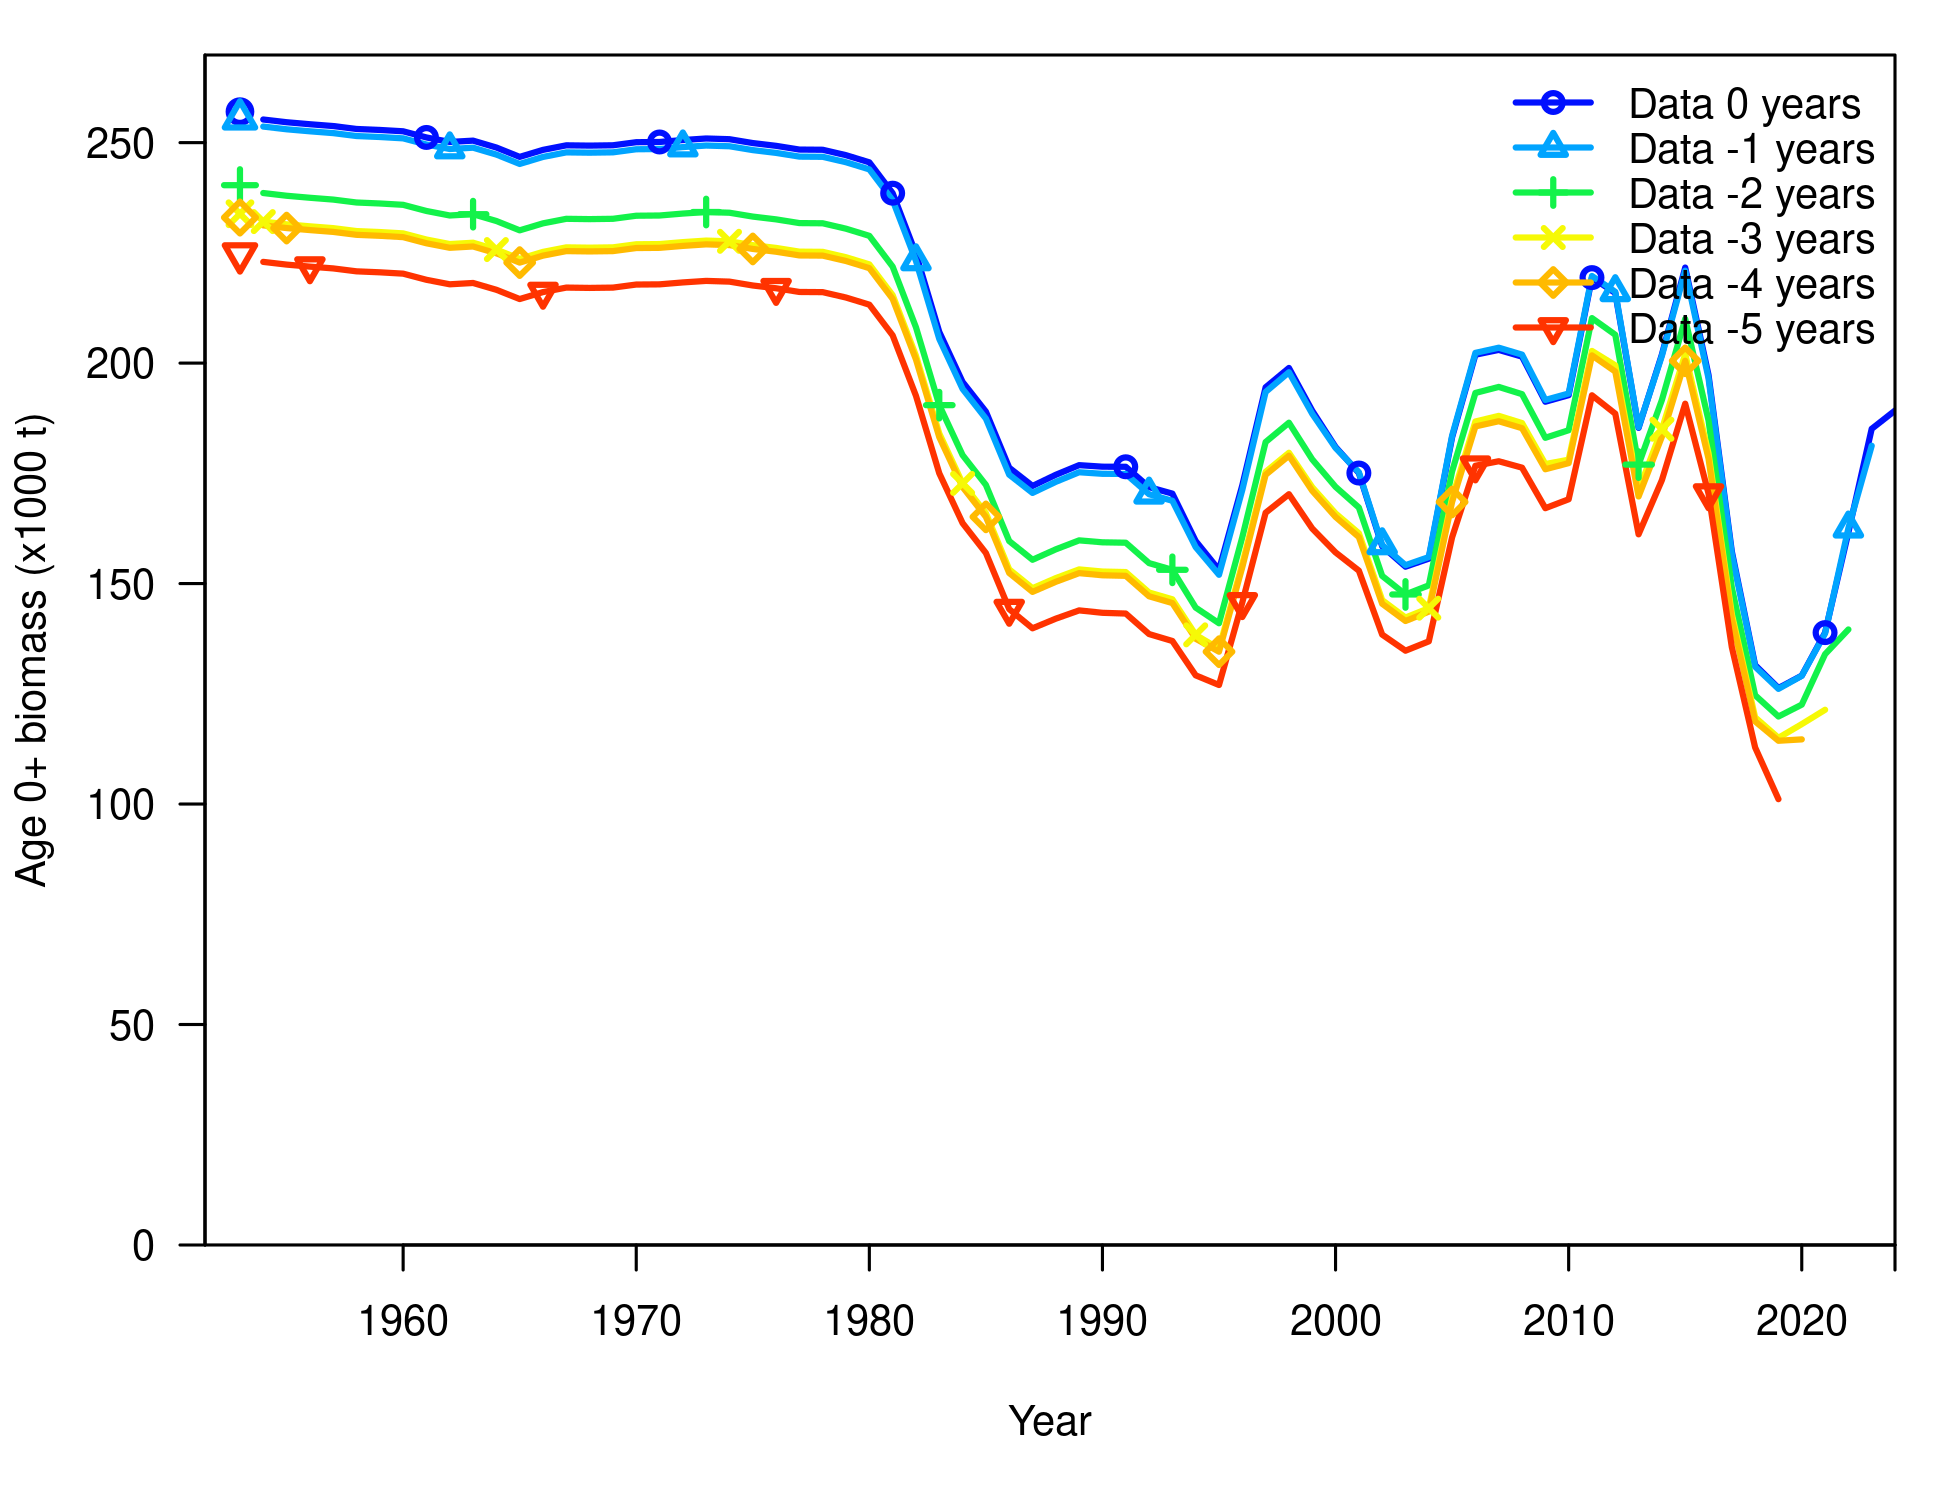 Data 0 years
Data -1 years
Data -2 years
Data -3 years
Data -4 years
Data -5 years
250
200
150
100
50
0
Age 0+ biomass (x1000 t)
1960 1970 1980 1990 2000 2010 2020
Year